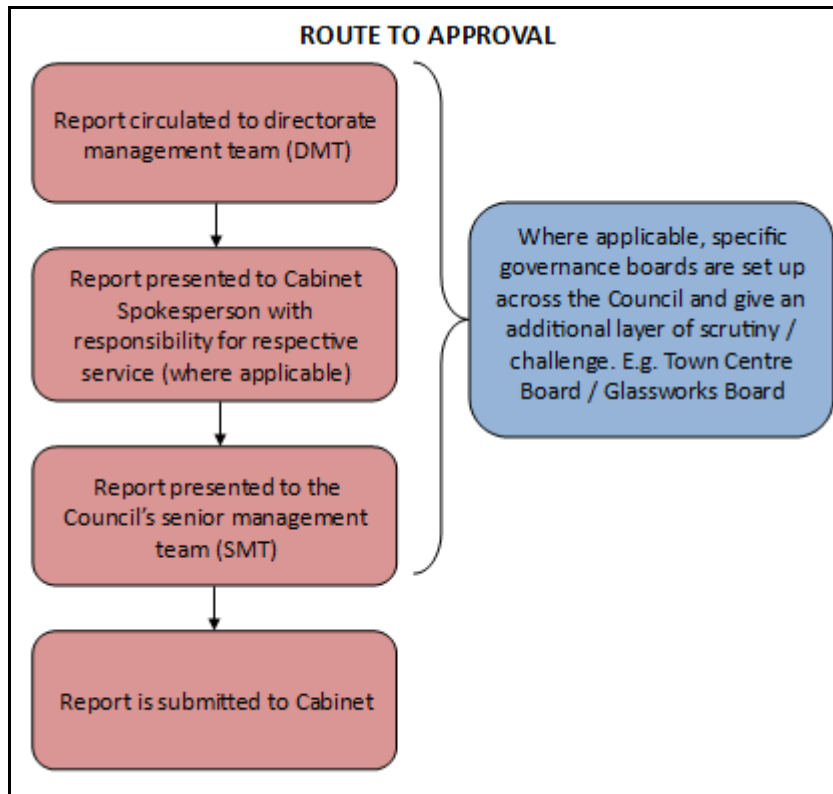 ROUTE TO APPROVAL
Report circulated to directorate
management team (DMT)
Report presented to Cabinet
Spokesperson with
responsibility for respective
service (where applicable)
Report presented to the
Council's senior management
team (SMT)
Report is submitted to Cabinet
Where applicable, specific
governance boards are set up
across the Council and give an
additional layer of scrutiny /
challenge. E.g. Town Centre
Board / Glassworks Board